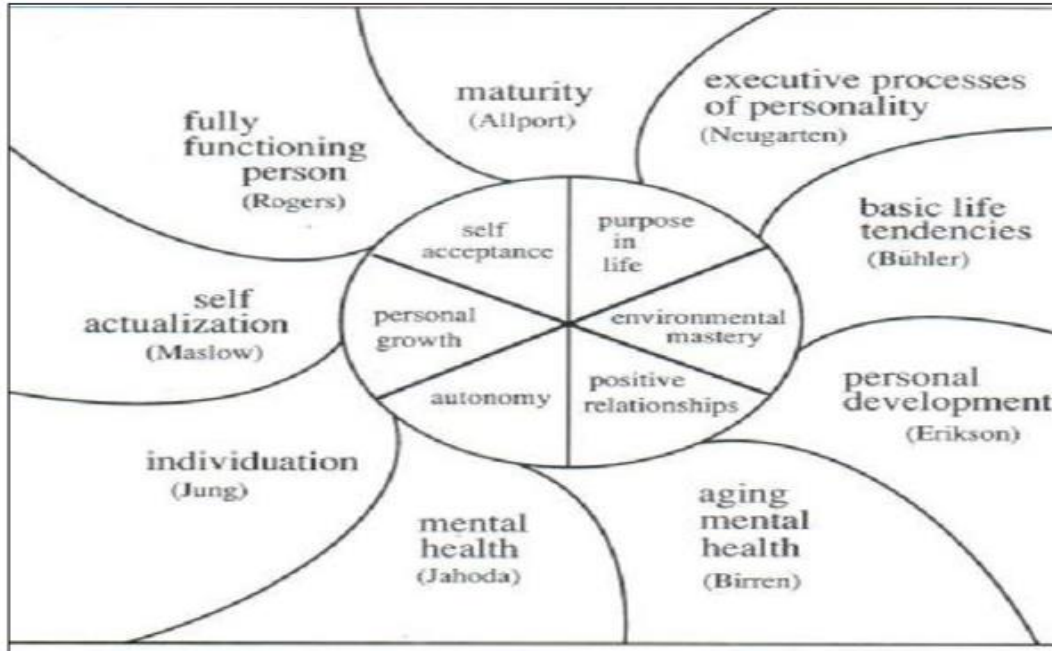 maturity
(Allport)
executive processes
of personality
(Neugarten)
fully
functioning
person
(Rogers)
basic life
tendencies
(Bühler)
self
actualization
(Maslow)
personal
development
(Erikson)
individuation
(Jung)
mental
health
(Jahoda)
aging
mental
health
(Birren)
self
acceptance
purpose
in
life
personal
growth
environmental
mastery
autonomy
positive
relationships